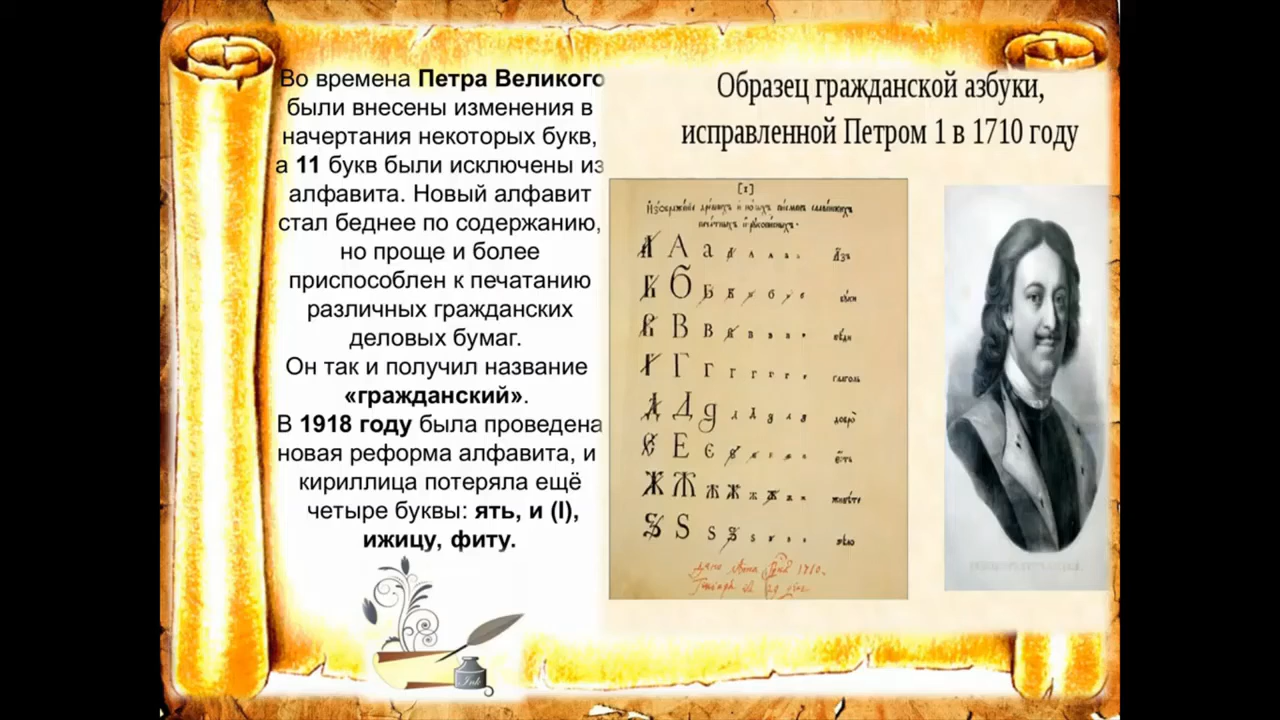 Во времена Петра Великого
были внесены изменения в
начертания некоторых букв,
а 11 букв были исключены из
алфавита. Новый алфавит
стал беднее по содержанию,
но проще и более
приспособлен к печатанию
различных гражданских
деловых бумаг.
Он так и получил название
«гражданский».
В 1918 году была проведена
новая реформа алфавита, и
кириллица потеряла ещё
четыре буквы: ять, и (I),
ижицу, фиту.
Образец гражданской азбуки,
исправленной Петром 1 в 1710 году
[1]
А А а
Б
В В в
Г Г г
Д Д д
Е Е є
Ж Ж ж
Ѕ Ѕ ѕ
Ink